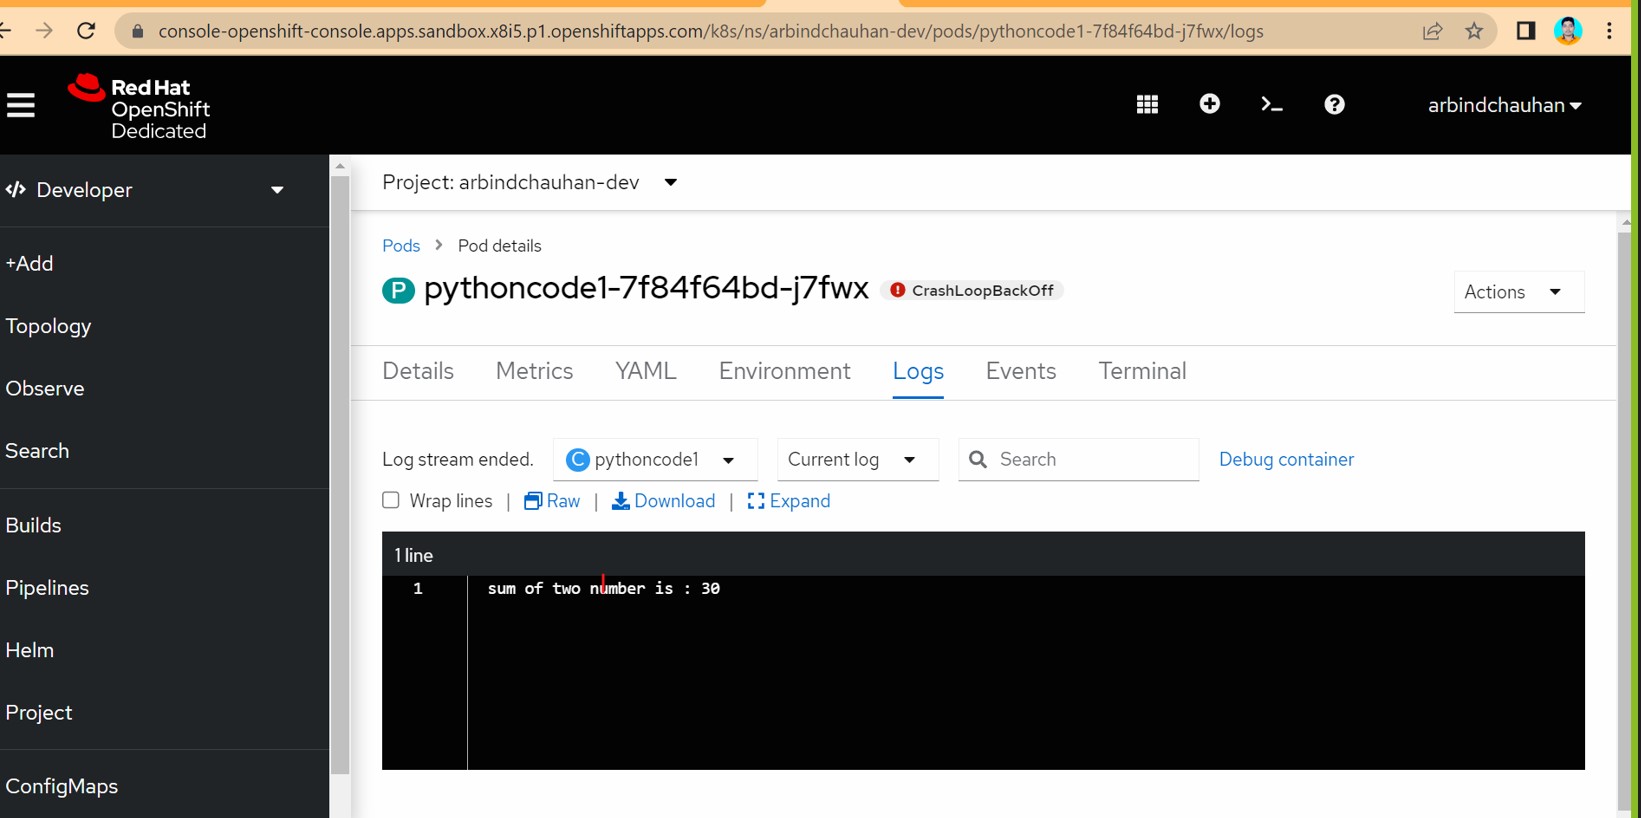 console-openshift-console.apps.sandbox.x8i5.p1.openshiftapps.com/k8s/ns/arbindchauhan-dev/pods/pythoncode1-7f84f64bd-j7fwx/logs
Red Hat
OpenShift
Dedicated
arbindchauhan
Developer
Project: arbindchauhan-dev
+Add
Topology
Observe
Search
Builds
Pipelines
Helm
Project
ConfigMaps
Pods > Pod details
P pythoncode1-7f84f64bd-j7fwx CrashLoopBackOff
Actions
Details Metrics YAML Environment Logs Events Terminal
Log stream ended. C pythoncode1 Current log Search Debug container
Wrap lines | Raw | Download | Expand
1 line
1 sum of two number is : 30